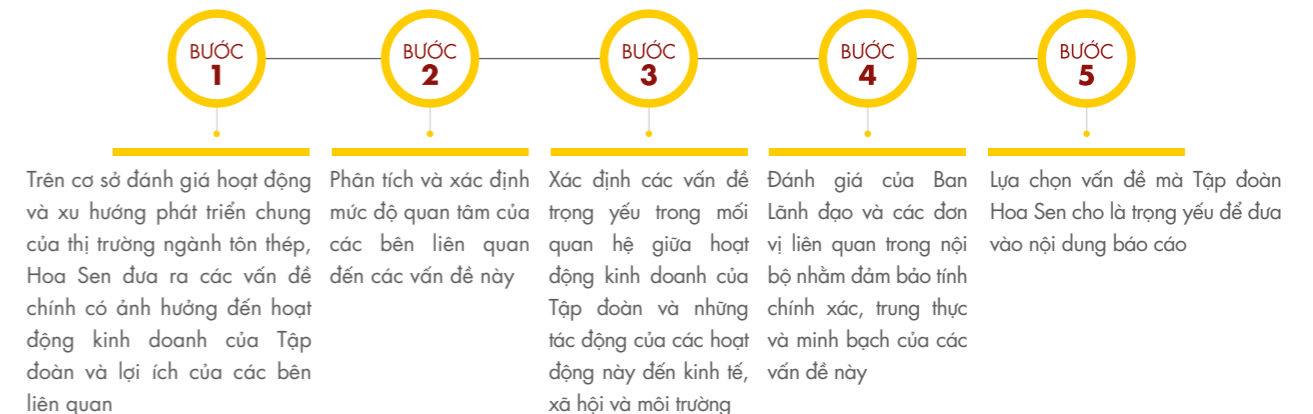 BƯỚC
1
BƯỚC
2
BƯỚC
3
BƯỚC
4
BƯỚC
5
Trên cơ sở đánh giá hoạt động
và xu hướng phát triển chung
của thị trường ngành tôn thép,
Hoa Sen đưa ra các vấn đề
chính có ảnh hưởng đến hoạt
động kinh doanh của Tập
đoàn và lợi ích của các bên
liên quan
Phân tích và xác định
mức độ quan tâm của
các bên liên quan
đến các vấn đề này
Xác định các vấn đề
trọng yếu trong mối
quan hệ giữa hoạt
động kinh doanh của
Tập đoàn và những
tác động của các hoạt
động này đến kinh tế,
xã hội và môi trường
Đánh giá của Ban
Lãnh đạo và các đơn
vị liên quan trong nội
bộ nhằm đảm bảo tính
chính xác, trung thực
và minh bạch của các
vấn đề này
Lựa chọn vấn đề mà Tập đoàn
Hoa Sen cho là trọng yếu để đưa
vào nội dung báo cáo